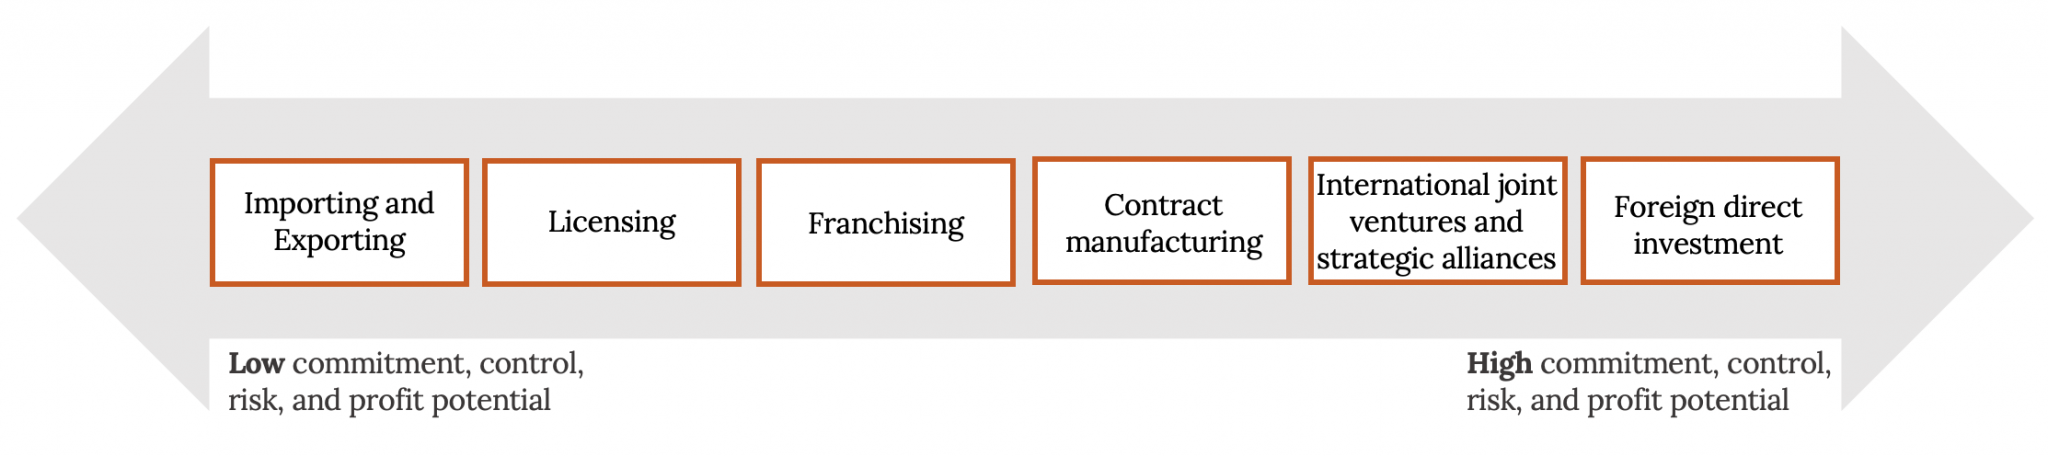 Importing and
Exporting
Licensing
Franchising
Contract
manufacturing
International joint
ventures and
strategic alliances
Foreign direct
investment
Low commitment, control,
risk, and profit potential
High commitment, control,
risk, and profit potential